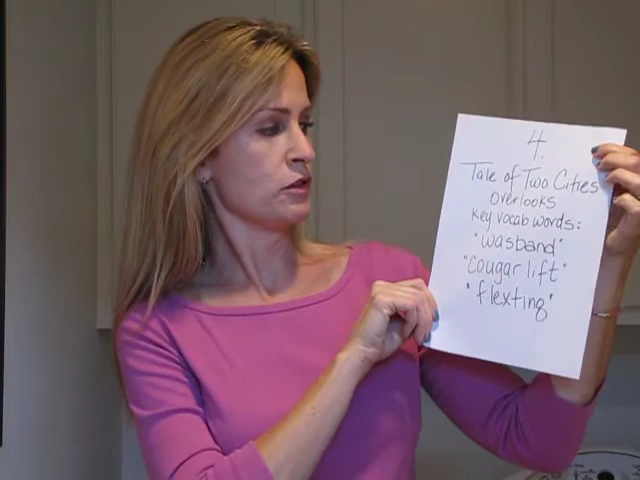 4.
Tale of Two Cities
overlooks
key vocab words:
"wasband"
"cougar lift"
"flexting"